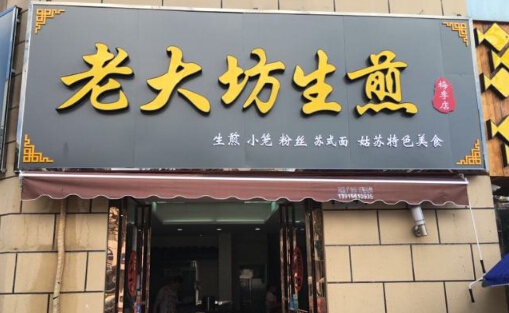 老大坊生煎
梅季店
生煎 小笼 粉丝 苏式面 姑苏特色美食